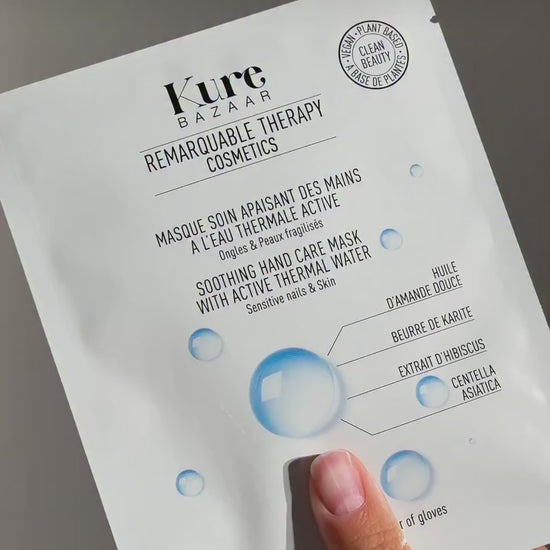 VEGAN • PLANT BASED •
CLEAN
BEAUTY
À BASE DE PLANTES
Kure
BAZAAR
REMARQUABLE THERAPY
COSMETICS
MASQUE SOIN APAISANT DES MAINS
A L'EAU THERMALE ACTIVE
Ongles & Peaux fragilisés
SOOTHING HAND CARE MASK
WITH ACTIVE THERMAL WATER
Sensitive nails & Skin
HUILE
D'AMANDE DOUCE
BEURRE DE KARITE
EXTRAIT D'HIBISCUS
CENTELLA
ASIATICA
of gloves